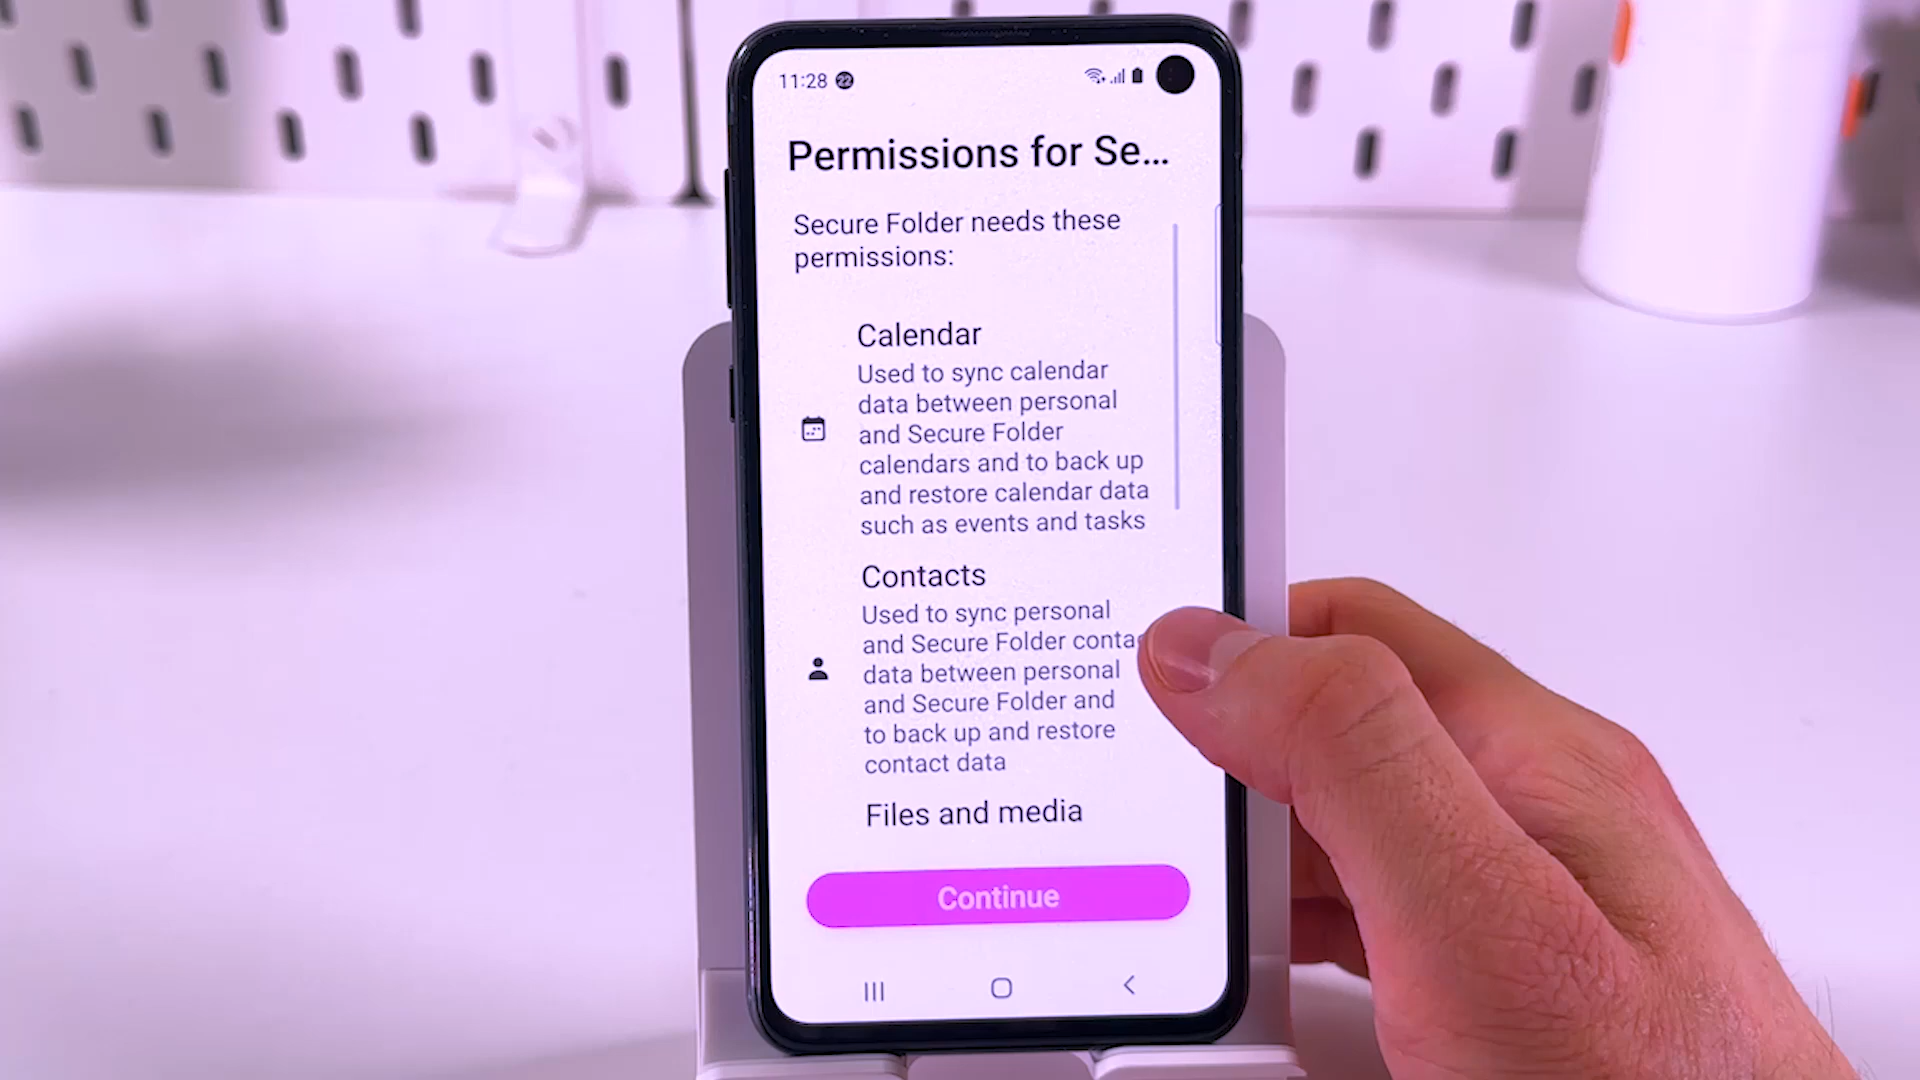 11:28 22
Permissions for Se...
Secure Folder needs these
permissions:
Calendar
Used to sync calendar
data between personal
and Secure Folder
calendars and to back up
and restore calendar data
such as events and tasks
Contacts
Used to sync personal
and Secure Folder
data between personal
and Secure Folder and
to back up and restore
contact data
Files and media
Continue